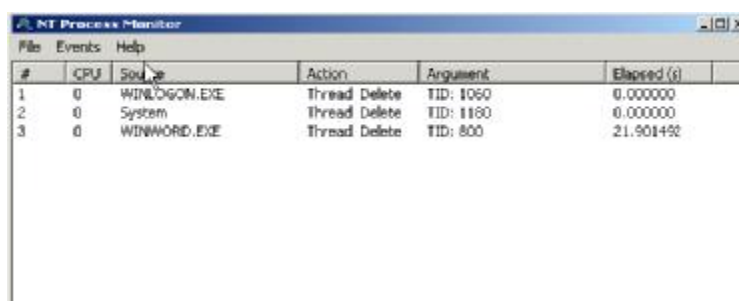 NT Process Monitor
File Events Help
# CPU Source Action Argument Elapsed (s)
1 0 WINLOGON.EXE Thread Delete TID: 1060 0.000000
2 0 System Thread Delete TID: 1180 0.000000
3 0 WINWORD.EXE Thread Delete TID: 800 21.901492